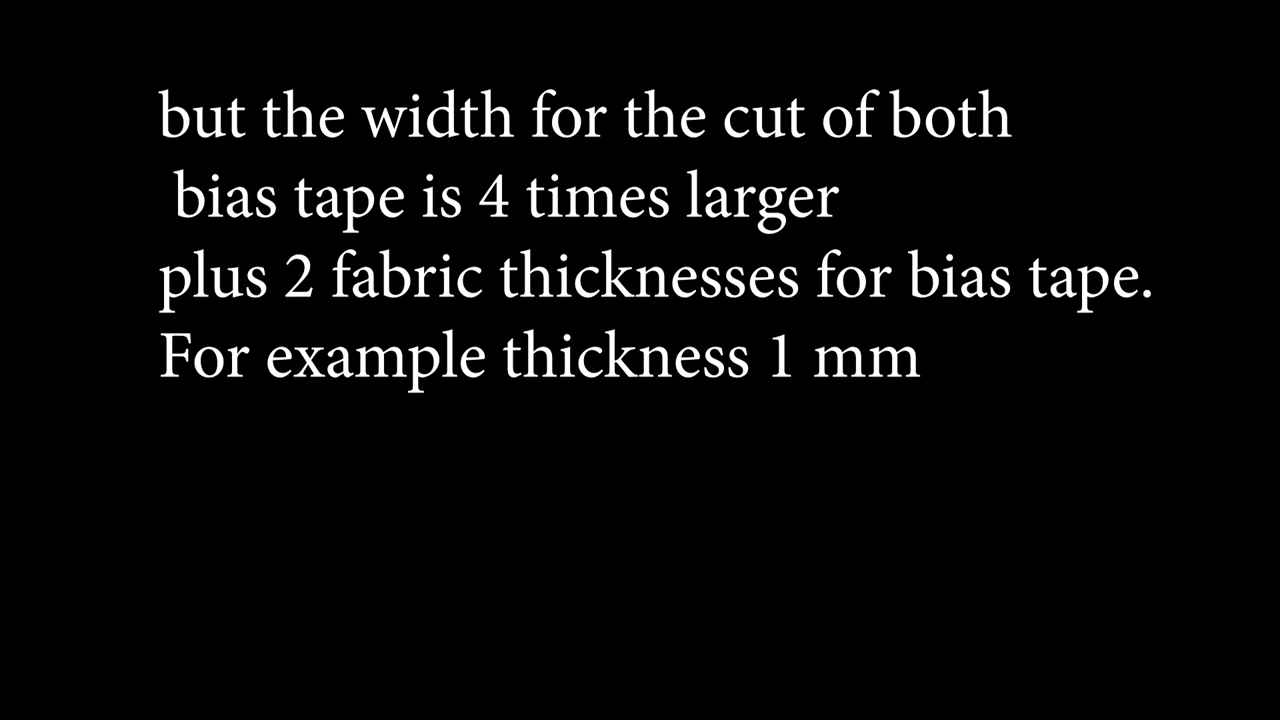 but the width for the cut of both
bias tape is 4 times larger
plus 2 fabric thicknesses for bias tape.
For example thickness 1 mm